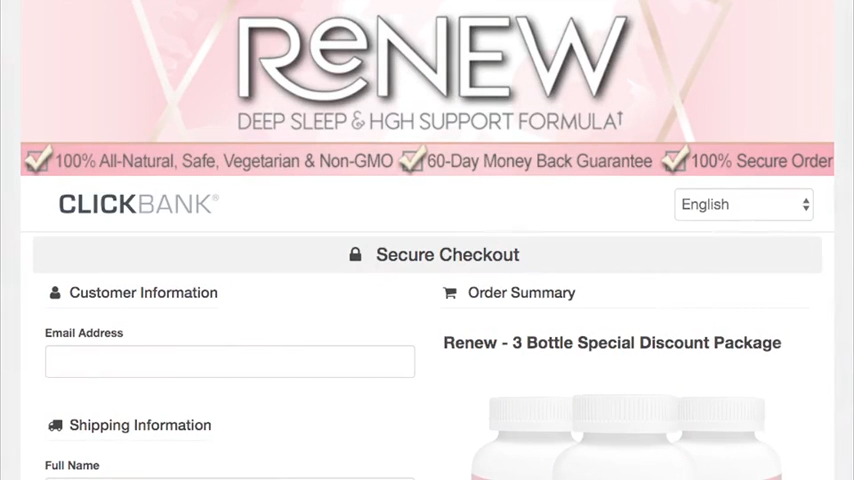 ReNEW
DEEP SLEEP & HGH SUPPORT FORMULA†
100% All-Natural, Safe, Vegetarian & Non-GMO 60-Day Money Back Guarantee 100% Secure Order
CLICKBANK®
English
Secure Checkout
Customer Information
Order Summary
Email Address
Renew - 3 Bottle Special Discount Package
Shipping Information
Full Name